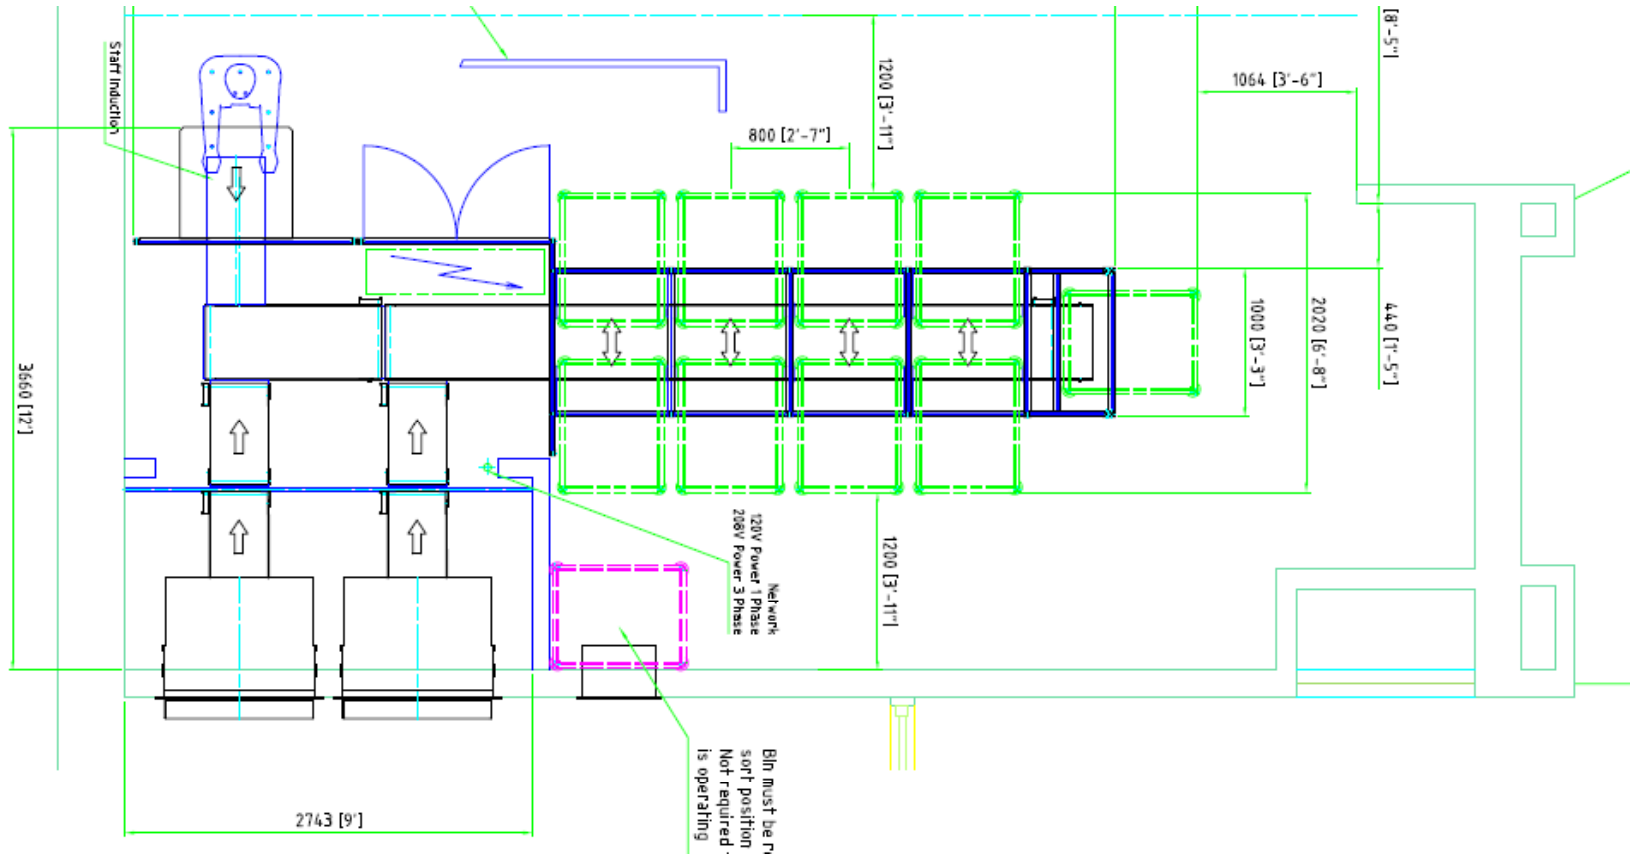 [8'-5"]
1064 [3'-6"]
1200 [3'-11"]
800 [2'-7"]
Staff Induction
440 [1'-5"]
2020 [6'-8"]
1000 [3'-3"]
3660 [12']
Network
120V Power 1 Phase
208V Power 3 Phase
1200 [3'-11"]
Bin must be
sort position
Not required
is operating
2743 [9']